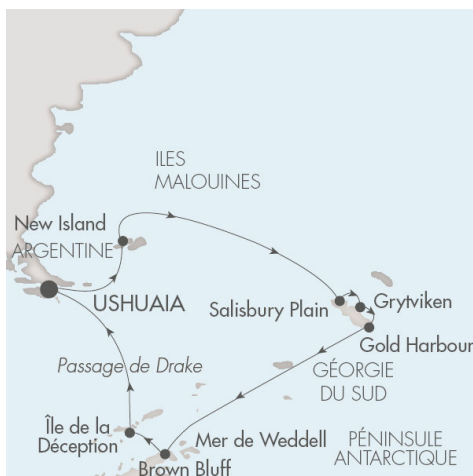 ILES
MALOUINES
New Island
ARGENTINE
USHUAIA
Salisbury Plain
Grytviken
Gold Harbour
Passage de Drake
GÉORGIE
DU SUD
Île de la
Déception
Mer de Weddell
Brown Bluff
PÉNINSULE
ANTARCTIQUE